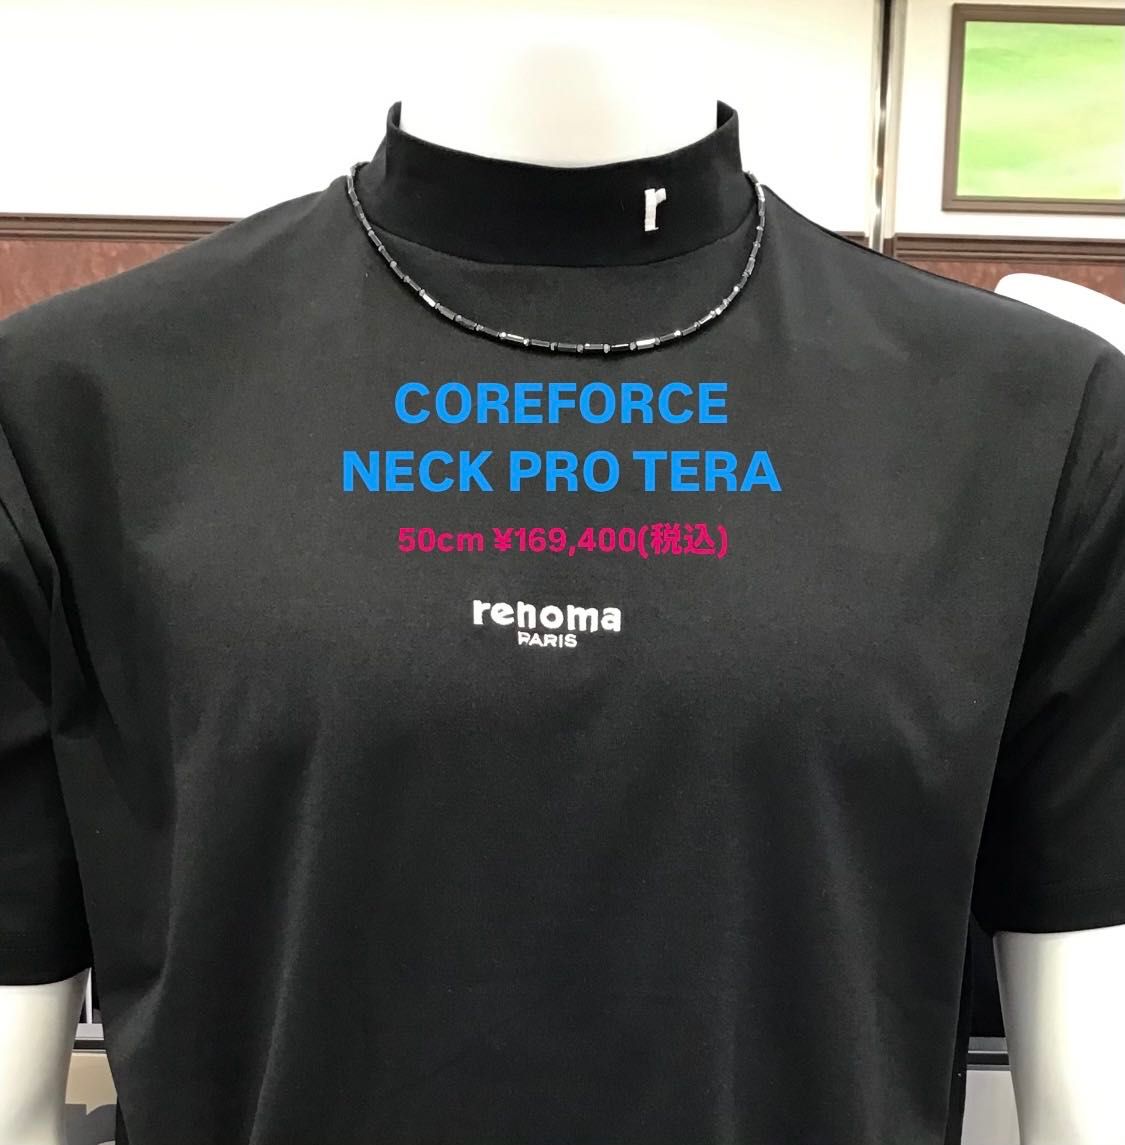 r
COREFORCE
NECK PRO TERA
50cm ¥169,400(税込)
renoma
PARIS